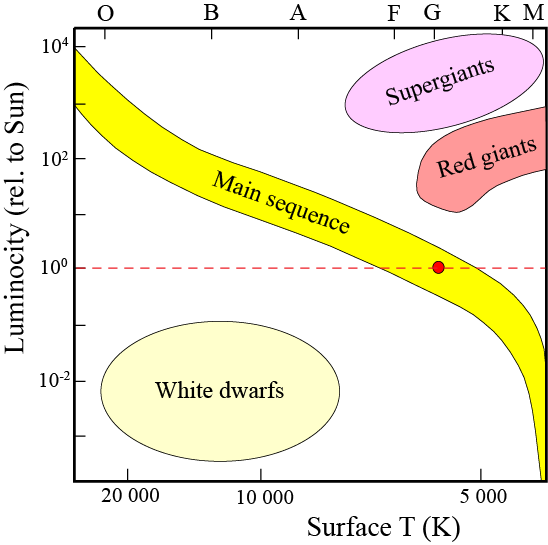 O B A F G K M
10⁴
Supergiants
10²
Red giants
Main sequence
10⁰
10⁻²
White dwarfs
20 000 10 000 5 000
Surface T (K)
Luminocity (rel. to Sun)